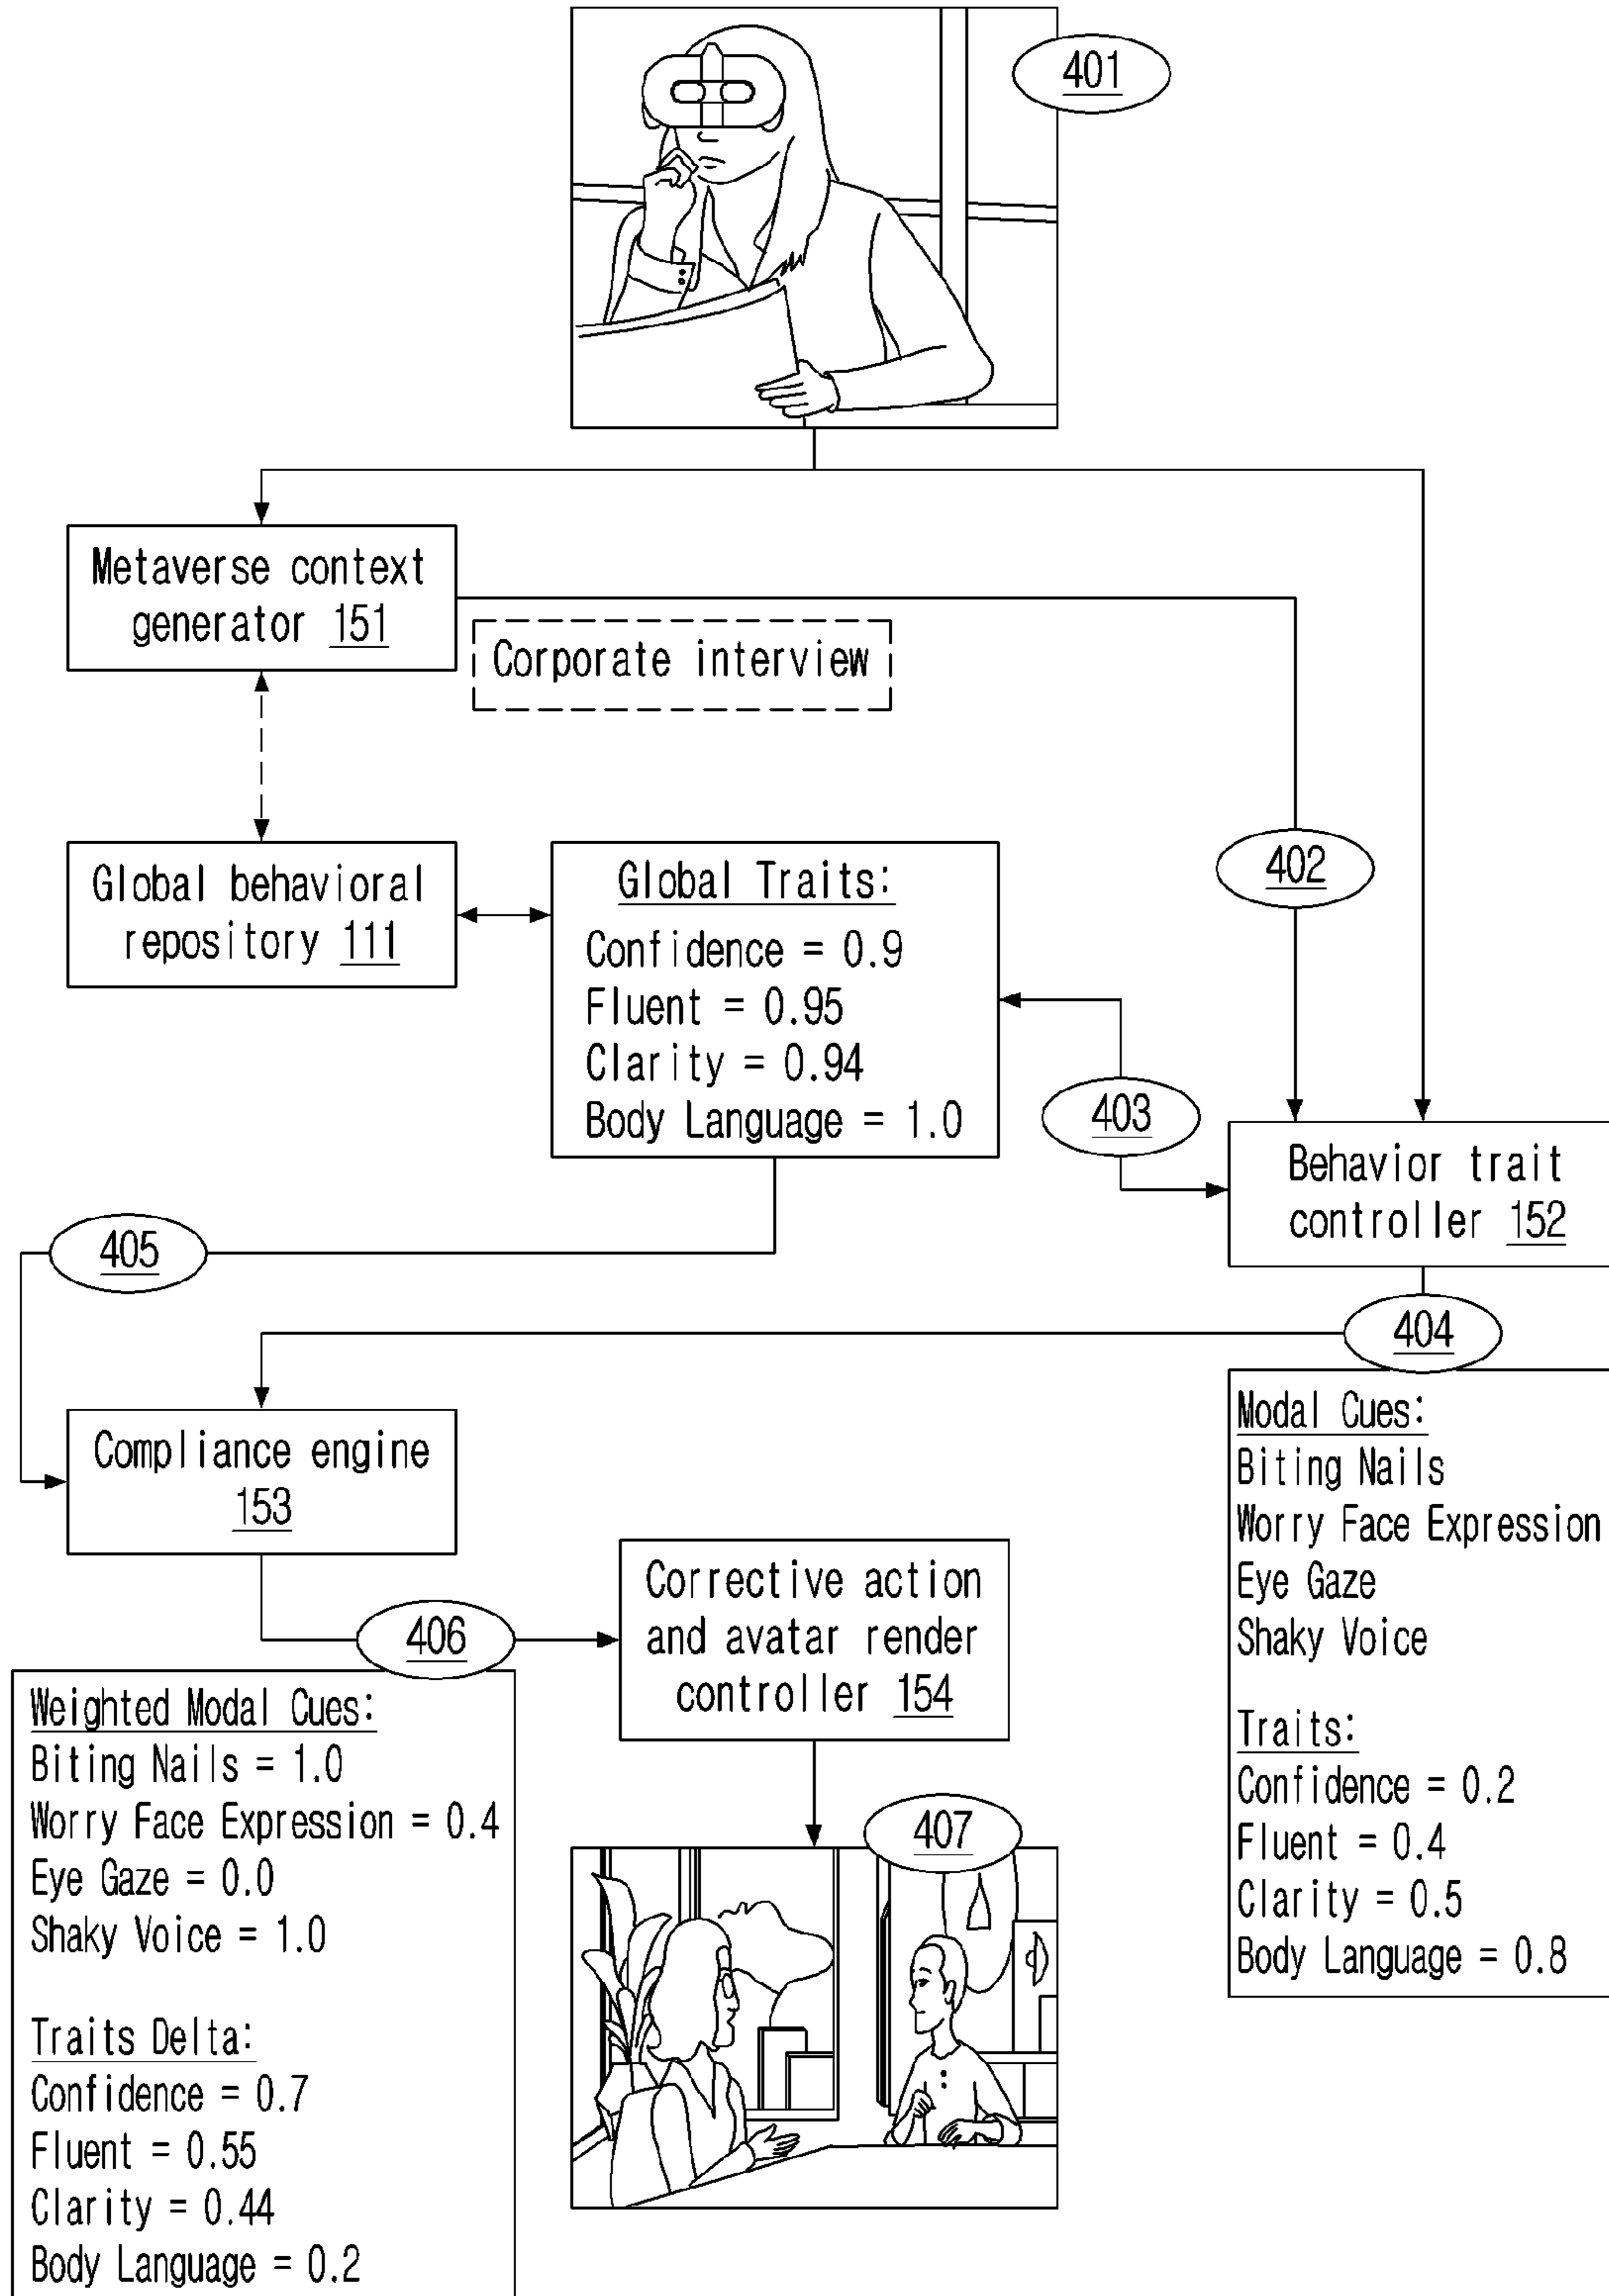 401
Metaverse context
generator 151
Corporate interview
402
Global behavioral
repository 111
Global Traits:
Confidence = 0.9
Fluent = 0.95
Clarity = 0.94
Body Language = 1.0
403
Behavior trait
controller 152
405
404
Compliance engine
153
Modal Cues:
Biting Nails
Worry Face Expression
Eye Gaze
Shaky Voice
Traits:
Confidence = 0.2
Fluent = 0.4
Clarity = 0.5
Body Language = 0.8
406
Corrective action
and avatar render
controller 154
Weighted Modal Cues:
Biting Nails = 1.0
Worry Face Expression = 0.4
Eye Gaze = 0.0
Shaky Voice = 1.0
Traits Delta:
Confidence = 0.7
Fluent = 0.55
Clarity = 0.44
Body Language = 0.2
407